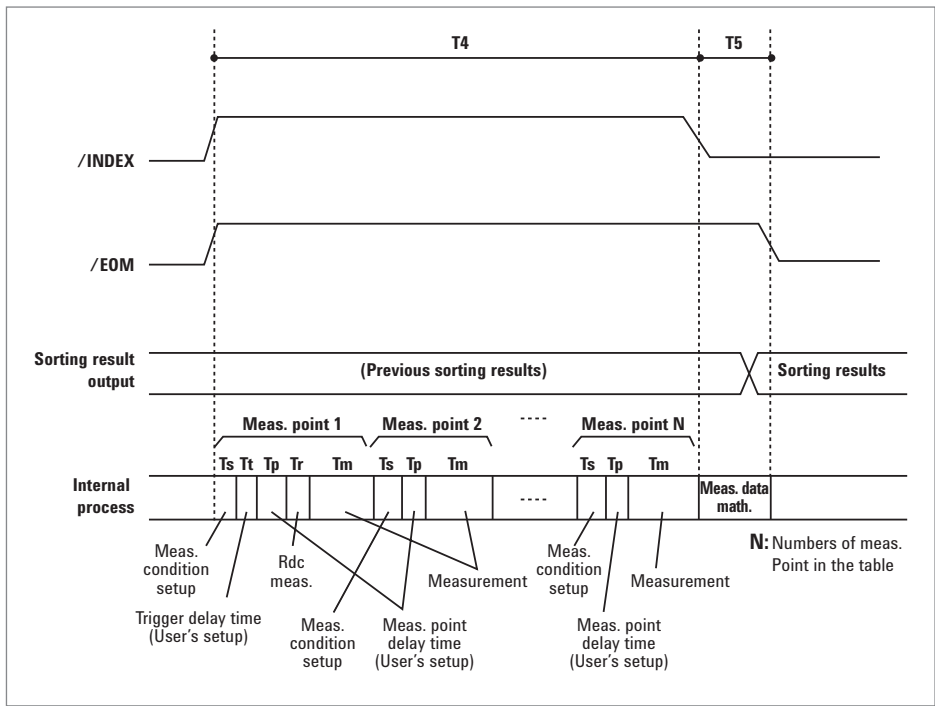 T4 T5
/INDEX
/EOM
Sorting result
output
(Previous sorting results)
Sorting results
Meas. point 1 Meas. point 2 ---- Meas. point N
Ts Tt Tp Tr Tm Ts Tp Tm Ts Tp Tm
Internal
process
----
Meas. data
math.
Meas.
condition
setup
Trigger delay time
(User's setup)
Rdc
meas.
Meas.
condition
setup
Measurement
Meas. point
delay time
(User's setup)
Meas.
condition
setup
Measurement
Meas. point
delay time
(User's setup)
N: Numbers of meas.
Point in the table